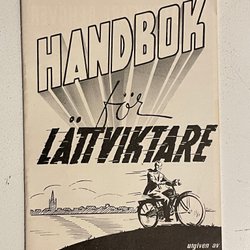 HANDBOK
för
LÄTTVIKTARE
utgiven av